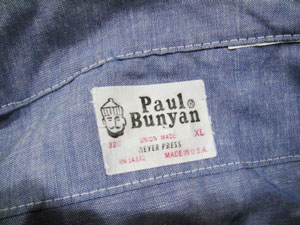 Paul®
Bunyan
UNION MADE XL
NEVER PRESS
MADE IN U.S.A.